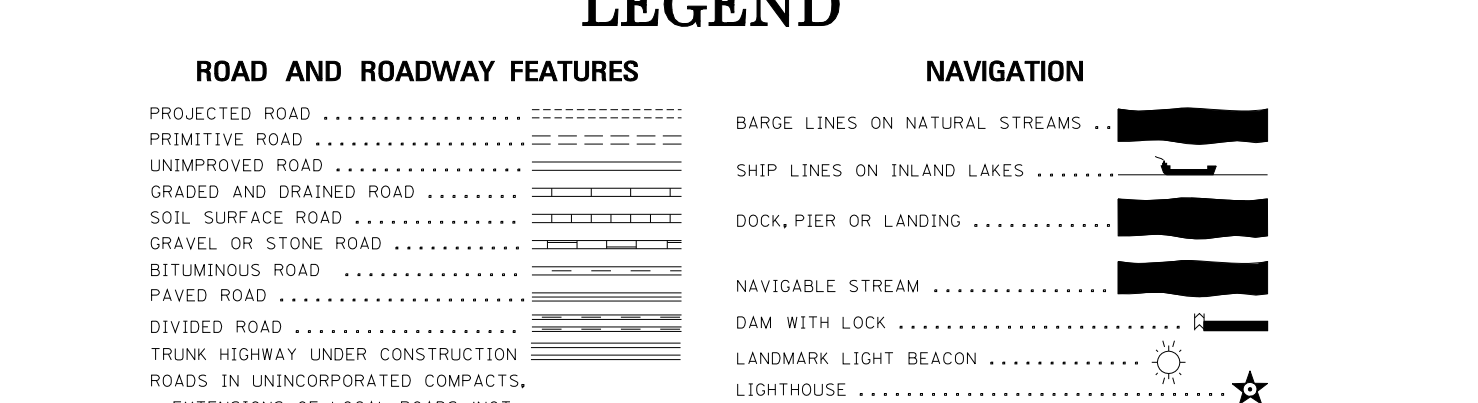 LEGEND
ROAD AND ROADWAY FEATURES
PROJECTED ROAD
PRIMITIVE ROAD
UNIMPROVED ROAD
GRADED AND DRAINED ROAD
SOIL SURFACE ROAD
GRAVEL OR STONE ROAD
BITUMINOUS ROAD
PAVED ROAD
DIVIDED ROAD
TRUNK HIGHWAY UNDER CONSTRUCTION
ROADS IN UNINCORPORATED COMPACTS,
NAVIGATION
BARGE LINES ON NATURAL STREAMS
SHIP LINES ON INLAND LAKES
DOCK, PIER OR LANDING
NAVIGABLE STREAM
DAM WITH LOCK
LANDMARK LIGHT BEACON
LIGHTHOUSE